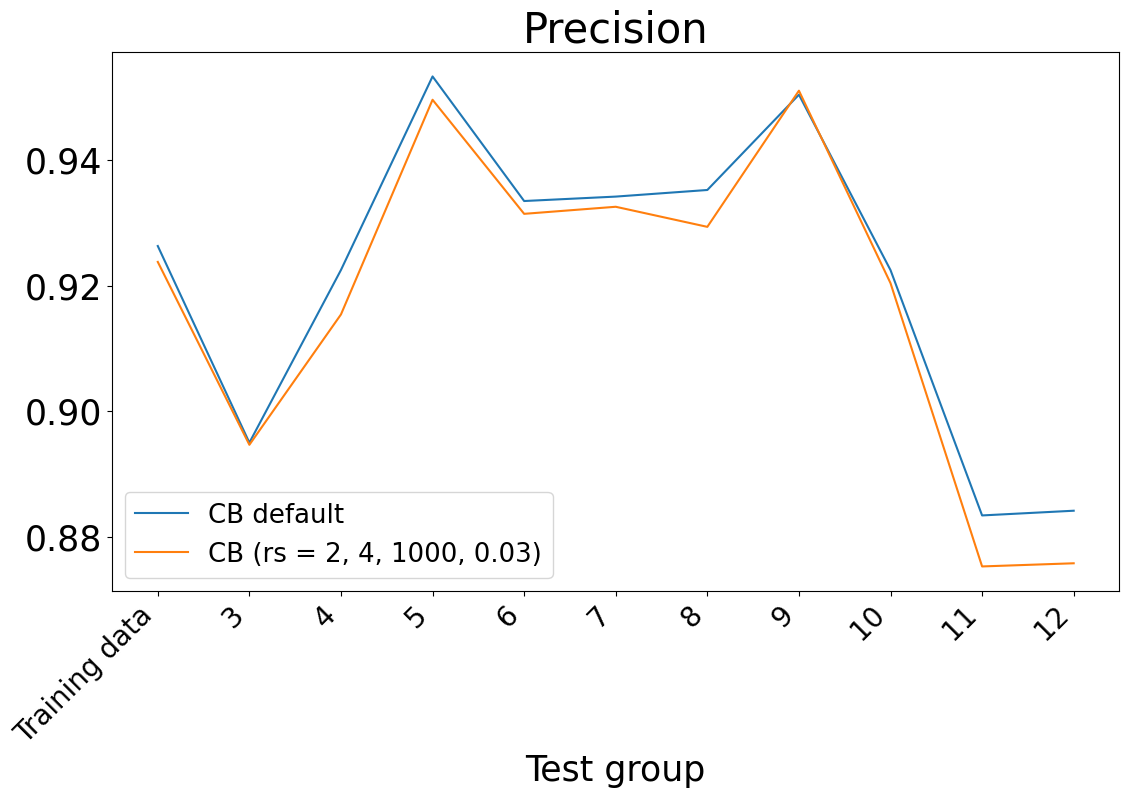 Precision
0.94
0.92
0.90
0.88
CB default
CB (rs = 2, 4, 1000, 0.03)
Training data
3
4
5
6
7
8
9
10
11
12
Test group